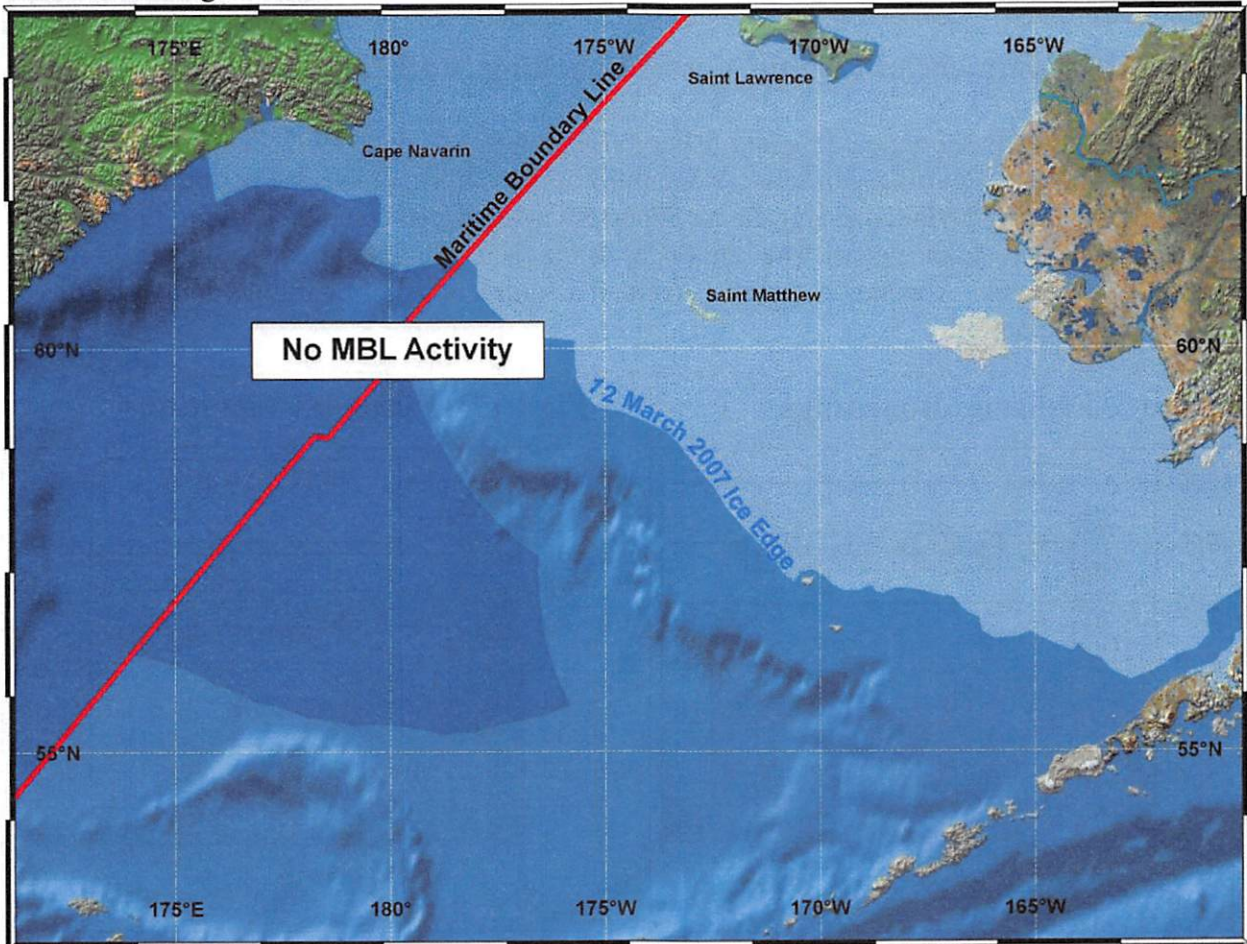 175°E
180°
175°W
170°W
165°W
Saint Lawrence
Cape Navarin
Maritime Boundary Line
Saint Matthew
No MBL Activity
60°N
60°N
12 March 2007 Ice Edge
55°N
55°N
175°E
180°
175°W
170°W
165°W